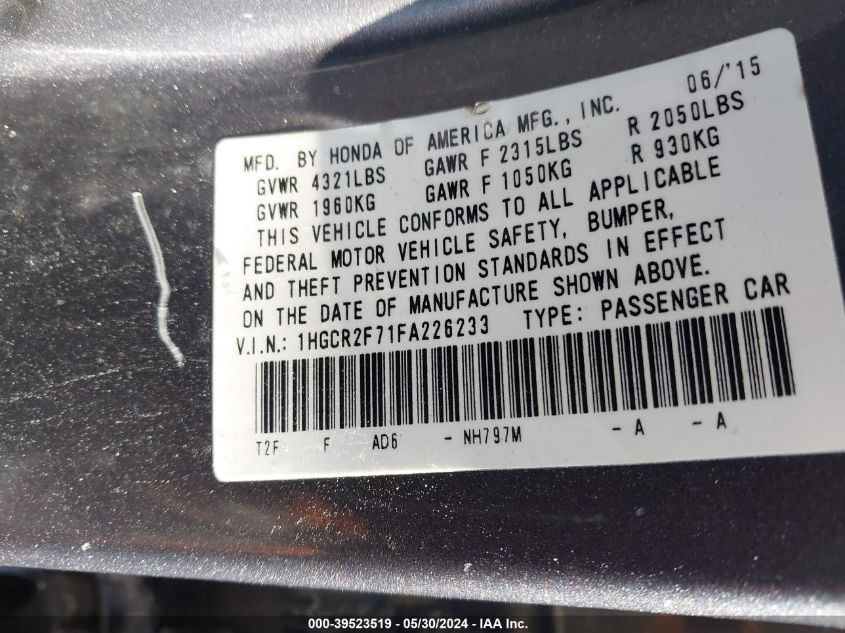 06/'15
MFD. BY HONDA OF AMERICA MFG., INC.
GVWR 4321LBS GAWR F 2315LBS R 2050LBS
GVWR 1960KG GAWR F 1050KG R 930KG
THIS VEHICLE CONFORMS TO ALL APPLICABLE
FEDERAL MOTOR VEHICLE SAFETY, BUMPER,
AND THEFT PREVENTION STANDARDS IN EFFECT
ON THE DATE OF MANUFACTURE SHOWN ABOVE.
V.I.N.: 1HGCR2F71FA226233 TYPE: PASSENGER CAR
T2F F AD6 - NH797M - A - A
000-39523519 - 05/30/2024 - IAA Inc.